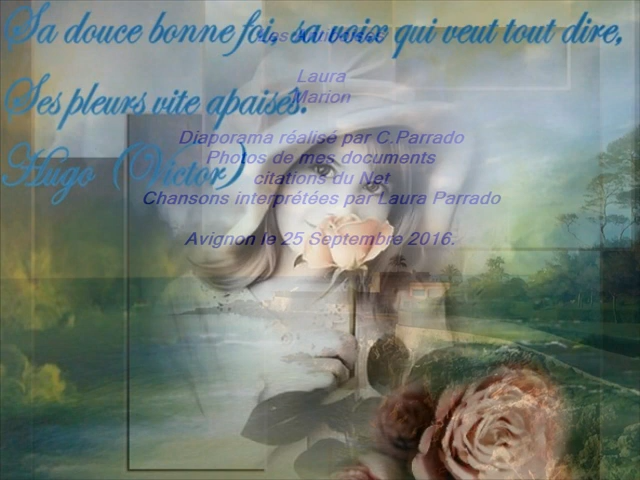 Sa douce bonne foi, sa voix qui veut tout dire,
Ses pleurs vite apaisés.
Hugo (Victor)
Laura
Marion
Diaporama réalisé par C.Parrado
Photos de mes documents
citations du Net
Chansons interprétées par Laura Parrado
Avignon le 25 Septembre 2016.